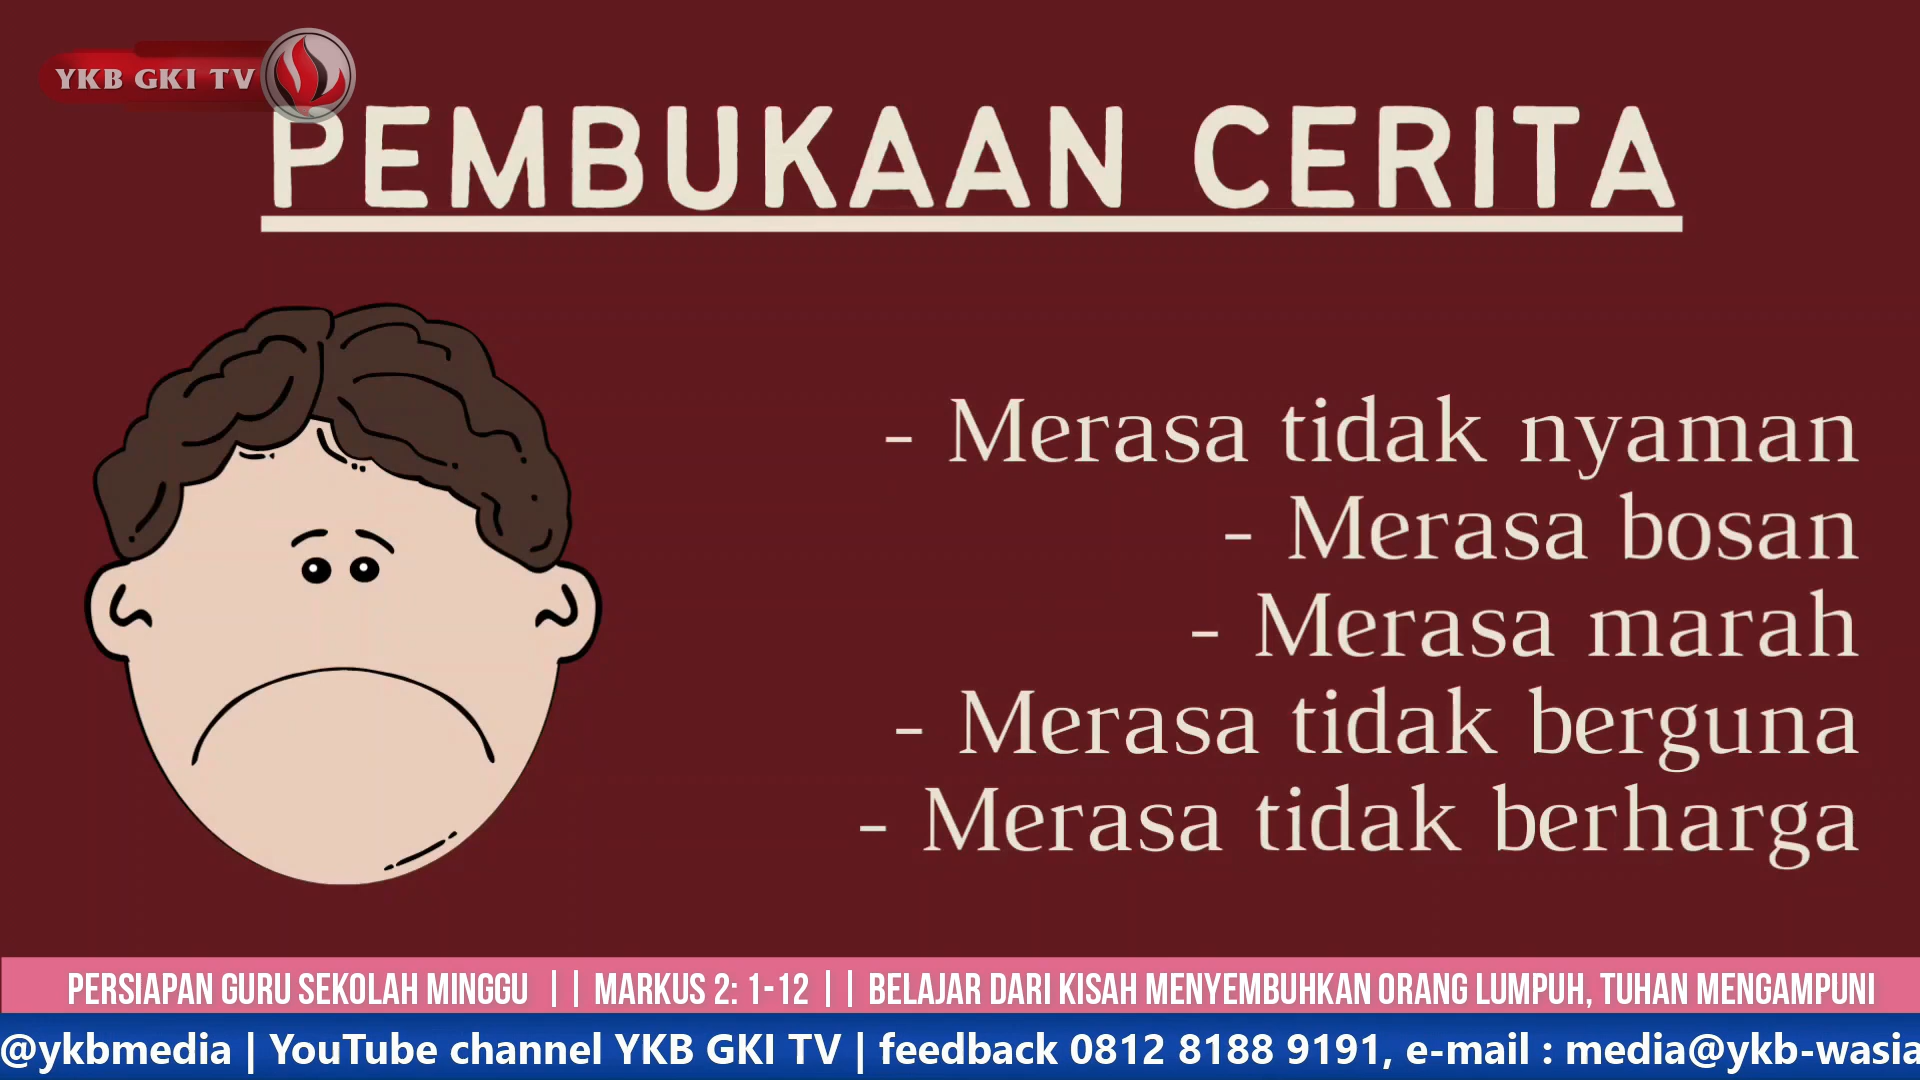 YKB GKI TV
PEMBUKAAN CERITA
- Merasa tidak nyaman
- Merasa bosan
- Merasa marah
- Merasa tidak berguna
- Merasa tidak berharga
PERSIAPAN GURU SEKOLAH MINGGU || MARKUS 2: 1-12 || BELAJAR DARI KISAH MENYEMBUHKAN ORANG LUMPUH, TUHAN MENGAMPUNI
@ykbmedia | YouTube channel YKB GKI TV | feedback 0812 8188 9191, e-mail : media@ykb-wasia